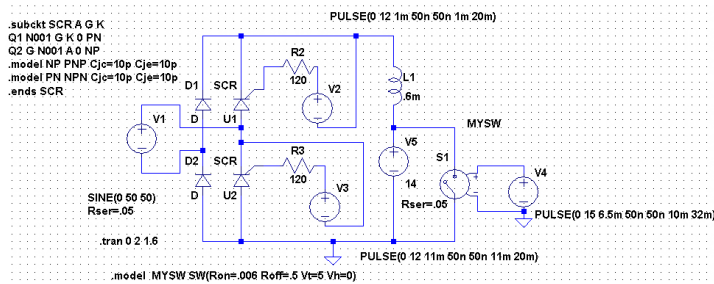 .subckt SCR A G K
Q1 N001 G K 0 PN
Q2 G N001 A 0 NP
.model NP PNP Cjc=10p Cje=10p
.model PN NPN Cjc=10p Cje=10p
.ends SCR
PULSE(0 12 1m 50n 50n 1m 20m)
D1
SCR
R2
120
V2
L1
.6m
D
U1
V1
MYSW
D2
SCR
R3
120
V5
S1
V4
14
Rser=.05
D
U2
V3
SINE(0 50 50)
Rser=.05
PULSE(0 15 6.5m 50n 50n 10m 32m)
.tran 0 2 1.6
PULSE(0 12 11m 50n 50n 11m 20m)
.model MYSW SW(Ron=.006 Roff=.5 Vt=5 Vh=0)